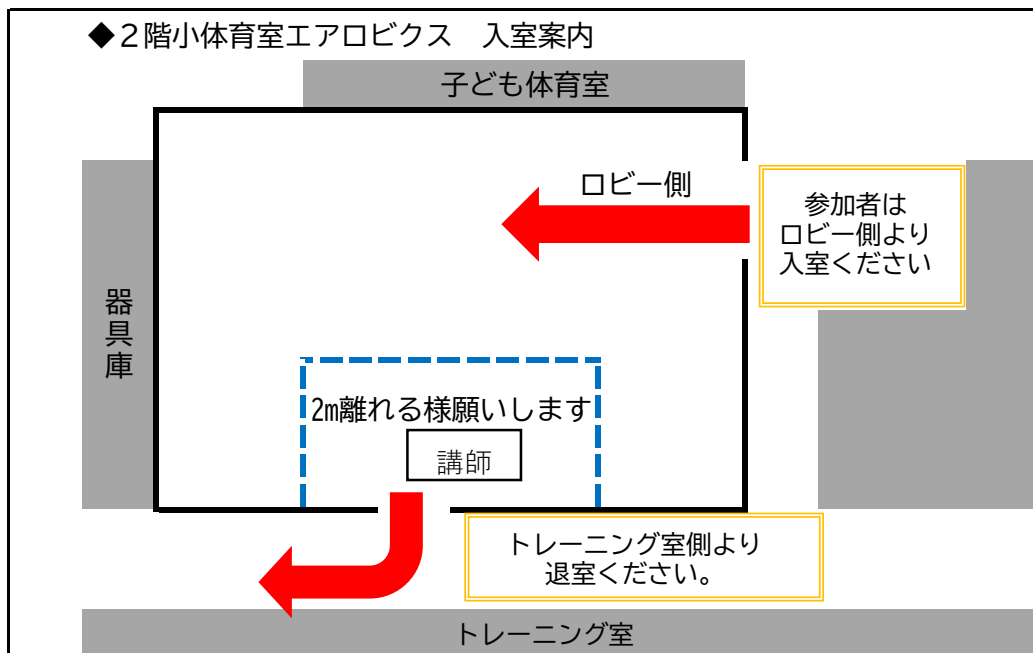 ◆２階小体育室エアロビクス　入室案内
子ども体育室
ロビー側
参加者は
ロビー側より
入室ください
器具庫
2m離れる様願いします
講師
トレーニング室側より
退室ください。
トレーニング室